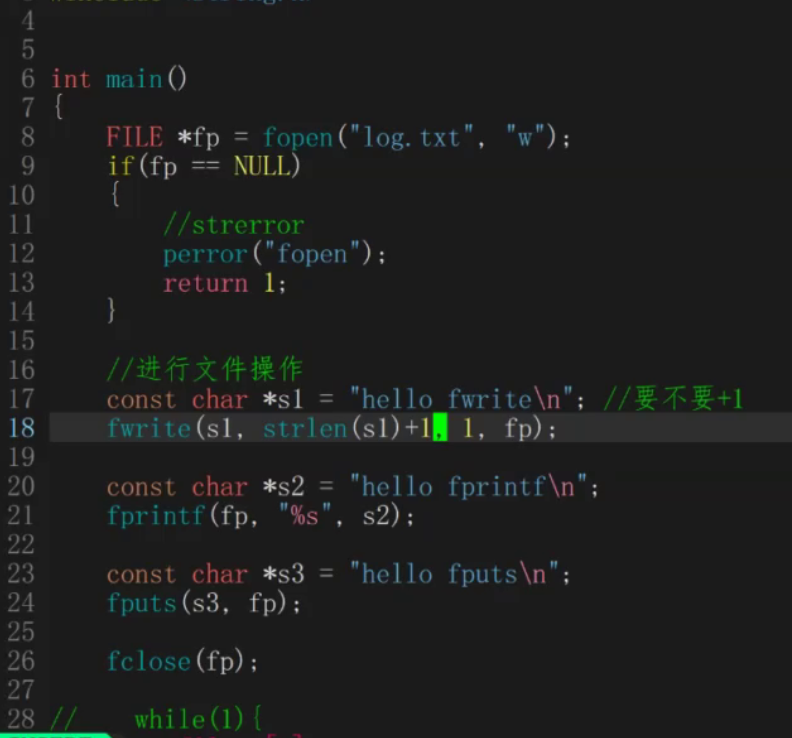 4
5
6 int main()
7 {
8     FILE *fp = fopen("log.txt", "w");
9     if(fp == NULL)
10     {
11         //strerror
12         perror("fopen");
13         return 1;
14     }
15
16     //进行文件操作
17     const char *s1 = "hello fwrite\n"; //要不要+1
18     fwrite(s1, strlen(s1)+1, 1, fp);
19
20     const char *s2 = "hello fprintf\n";
21     fprintf(fp, "%s", s2);
22
23     const char *s3 = "hello fputs\n";
24     fputs(s3, fp);
25
26     fclose(fp);
27
28 //    while(1){